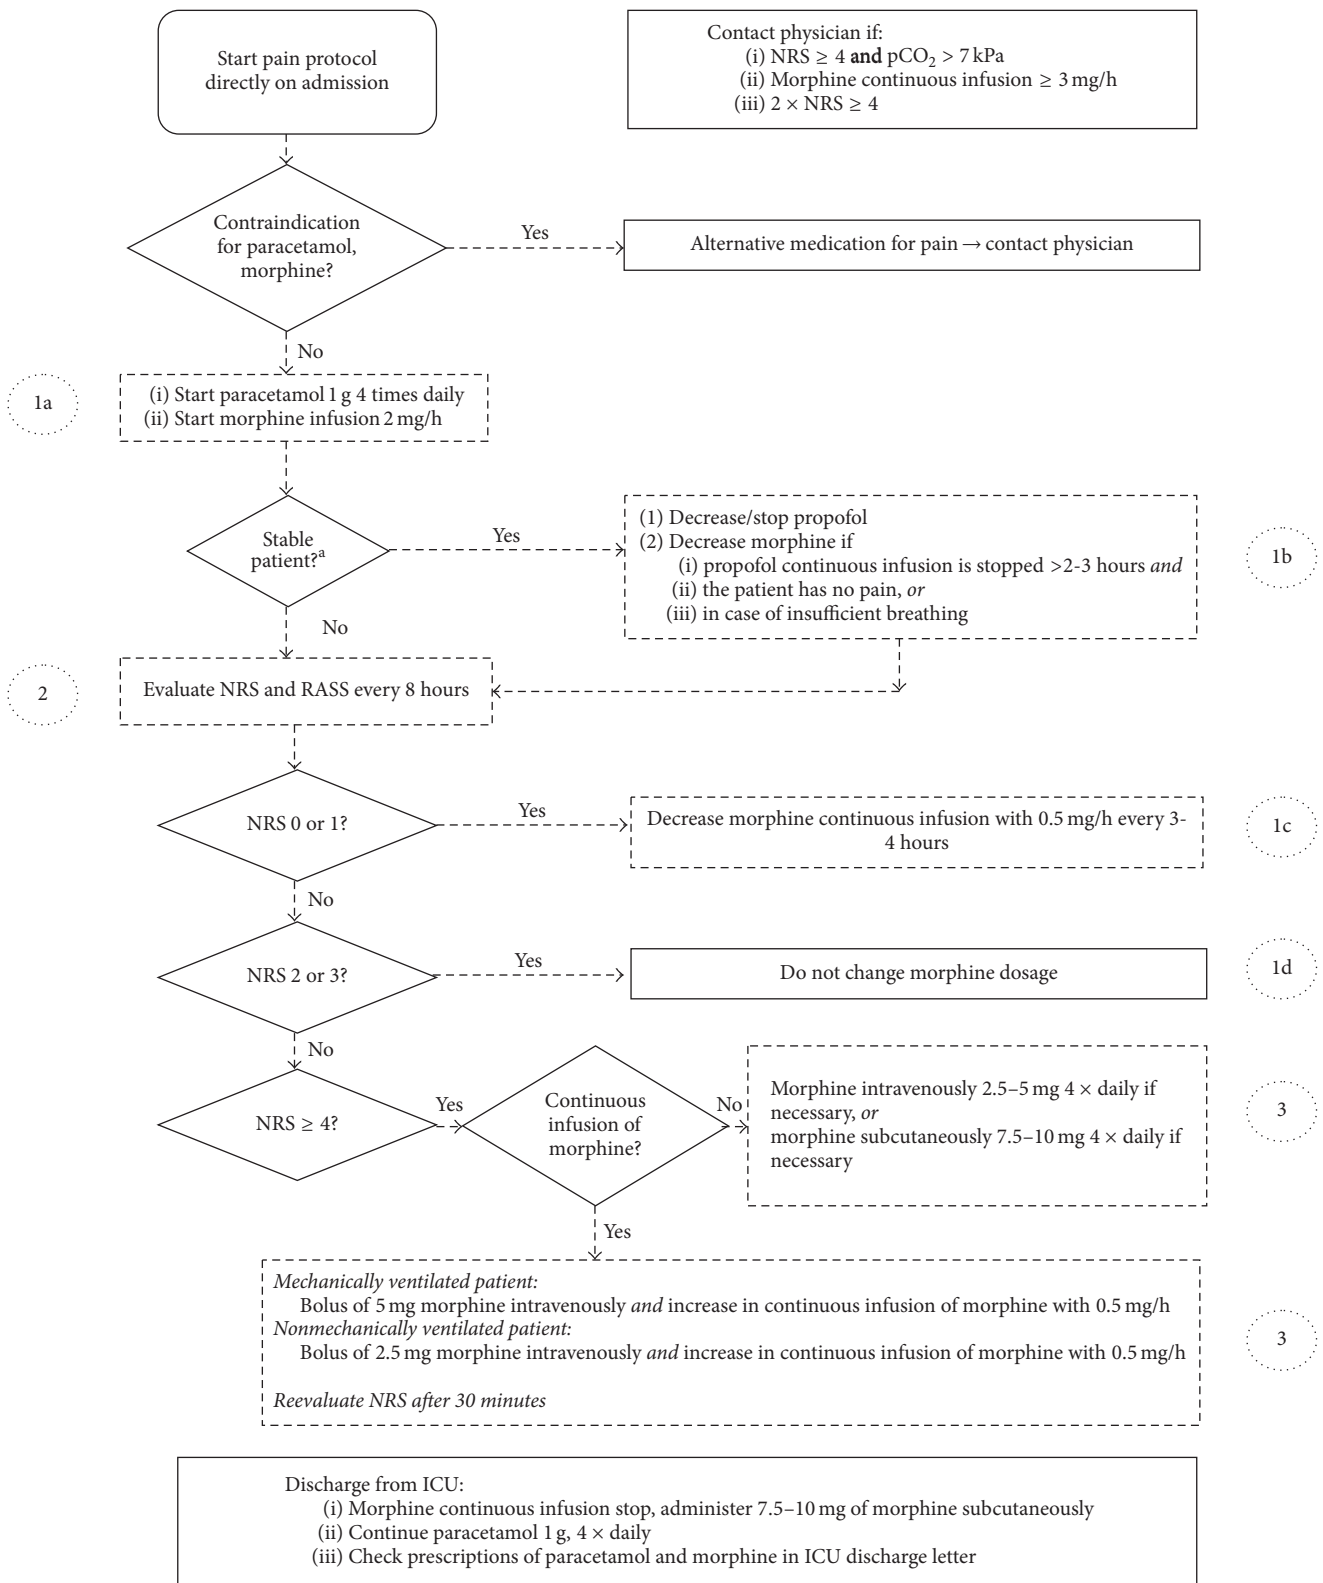 Start pain protocol
directly on admission
Contact physician if:
(i) NRS ≥ 4 and pCO₂ > 7 kPa
(ii) Morphine continuous infusion ≥ 3 mg/h
(iii) 2 × NRS ≥ 4
Contraindication
for paracetamol,
morphine?
Yes
Alternative medication for pain → contact physician
No
1a
(i) Start paracetamol 1 g 4 times daily
(ii) Start morphine infusion 2 mg/h
Stable
patient?ᵃ
Yes
(1) Decrease/stop propofol
(2) Decrease morphine if
(i) propofol continuous infusion is stopped >2-3 hours and
(ii) the patient has no pain, or
(iii) in case of insufficient breathing
1b
No
2
Evaluate NRS and RASS every 8 hours
NRS 0 or 1?
Yes
Decrease morphine continuous infusion with 0.5 mg/h every 3-
4 hours
1c
No
NRS 2 or 3?
Yes
Do not change morphine dosage
1d
No
NRS ≥ 4?
Yes
Continuous
infusion of
morphine?
No
Morphine intravenously 2.5–5 mg 4 × daily if
necessary, or
morphine subcutaneously 7.5–10 mg 4 × daily if
necessary
3
Yes
Mechanically ventilated patient:
Bolus of 5 mg morphine intravenously and increase in continuous infusion of morphine with 0.5 mg/h
Nonmechanically ventilated patient:
Bolus of 2.5 mg morphine intravenously and increase in continuous infusion of morphine with 0.5 mg/h
Reevaluate NRS after 30 minutes
3
Discharge from ICU:
(i) Morphine continuous infusion stop, administer 7.5–10 mg of morphine subcutaneously
(ii) Continue paracetamol 1 g, 4 × daily
(iii) Check prescriptions of paracetamol and morphine in ICU discharge letter